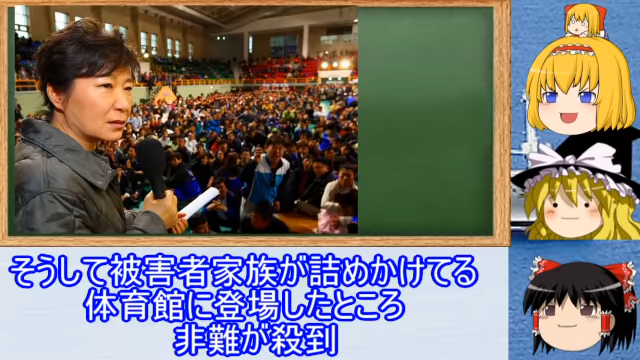 そうして被害者家族が詰めかけてる
体育館に登場したところ
非難が殺到